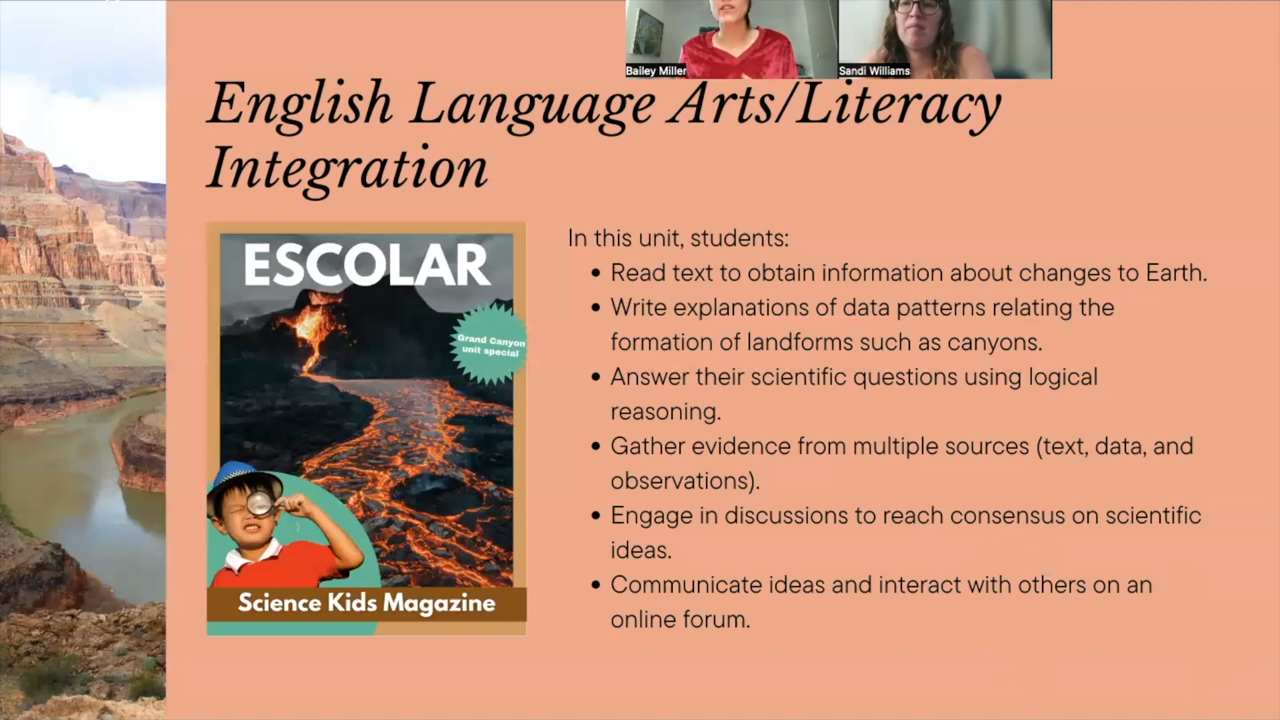 Bailey Miller
Sandi Williams
English Language Arts/Literacy
Integration
ESCOLAR
Grand Canyon
unit special
Science Kids Magazine
In this unit, students:
• Read text to obtain information about changes to Earth.
• Write explanations of data patterns relating the
formation of landforms such as canyons.
• Answer their scientific questions using logical
reasoning.
• Gather evidence from multiple sources (text, data, and
observations).
• Engage in discussions to reach consensus on scientific
ideas.
• Communicate ideas and interact with others on an
online forum.